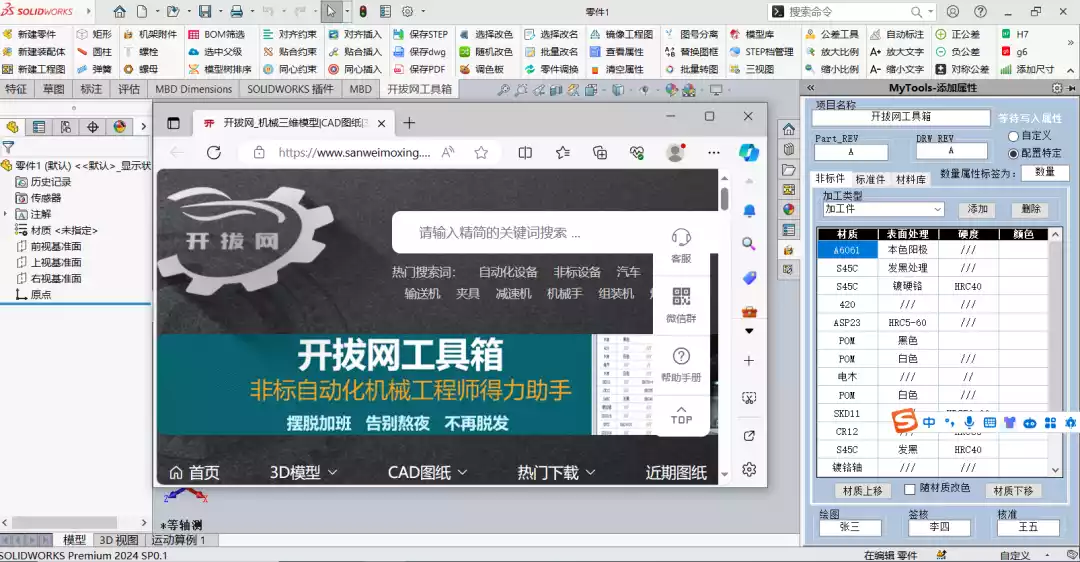 SOLIDWORKS
零件1
搜索命令
新建零件 矩形 机架附件 BOM筛选 对齐约束 对齐插入 保存STEP 选择改色 选择改名 镜像工程图 图号分离 模型库 公差工具 自动标注 正公差 H7
新建装配体 圆柱 螺栓 选中父级 贴合约束 贴合插入 保存dwg 随机改色 批量改名 查看属性 替换图框 STEP档管理 放大比例 放大文字 负公差 g6
新建工程图 弹簧 螺母 模型树排序 同心约束 同心插入 保存PDF 调色板 零件调换 清空属性 批量转图 三视图 缩小比例 缩小文字 对称公差 添加尺寸
特征 草图 标注 评估 MBD Dimensions SOLIDWORKS 插件 MBD 开拔网工具箱
零件1 (默认) <<默认>_显示状
历史记录
传感器
注解
材质 <未指定>
前视基准面
上视基准面
右视基准面
原点
开拔网_机械三维模型|CAD图纸|三
https://www.sanweimoxing....
开拔网
请输入精简的关键词搜索 ...
热门搜索词： 自动化设备 非标设备 汽车
输送机 夹具 减速机 机械手 组装机
客服
微信群
帮助手册
TOP
开拔网工具箱
非标自动化机械工程师得力助手
摆脱加班 告别熬夜 不再脱发
首页 3D模型 CAD图纸 热门下载 近期图纸
*等轴测
模型 3D 视图 运动算例 1
SOLIDWORKS Premium 2024 SP0.1
在编辑 零件
自定义
MyTools-添加属性
项目名称
开拔网工具箱
等待写入属性
Part_REV
A
DRW_REV
A
自定义
配置特定
非标件 标准件 材料库
数量属性标签为： 数量
加工类型
加工件
添加 删除
材质 表面处理 硬度 颜色
A6061 本色阳极 ///
S45C 发黑处理 ///
S45C 镀硬铬 HRC40
420 /// ///
ASP23 HRC5-60 ///
POM 黑色
POM 白色 //
电木 // //
POM 白色 ///
SKD11
CR12
S45C 发黑 HRC40
镀铬轴 /// ///
中
材质上移 随材质改色 材质下移
绘图 签核 核准
张三 李四 王五